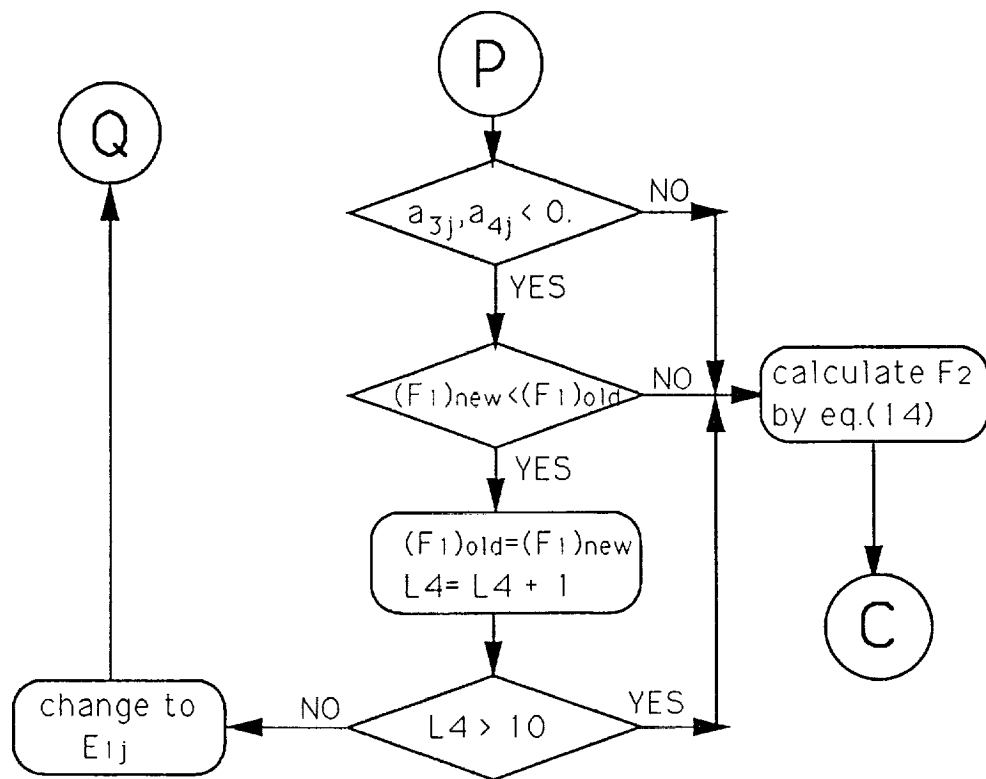 P
Q
a3j,a4j < 0.
NO
YES
(F1)new<(F1)old
NO
calculate F2
by eq.(14)
YES
(F1)old=(F1)new
L4= L4 + 1
C
change to
E1j
NO
L4 > 10
YES